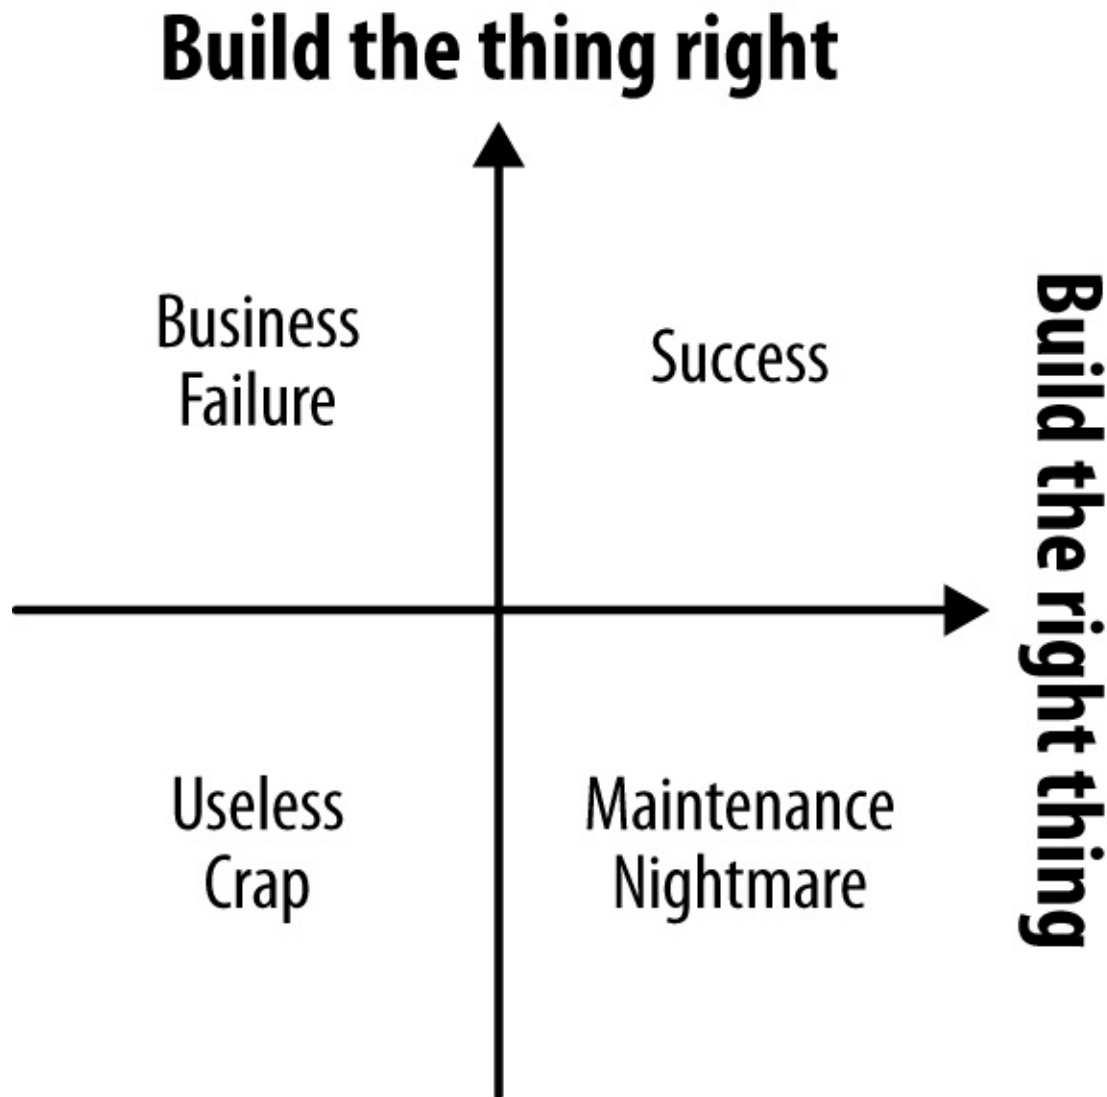 Build the thing right
Business
Failure
Success
Build the right thing
Useless
Crap
Maintenance
Nightmare